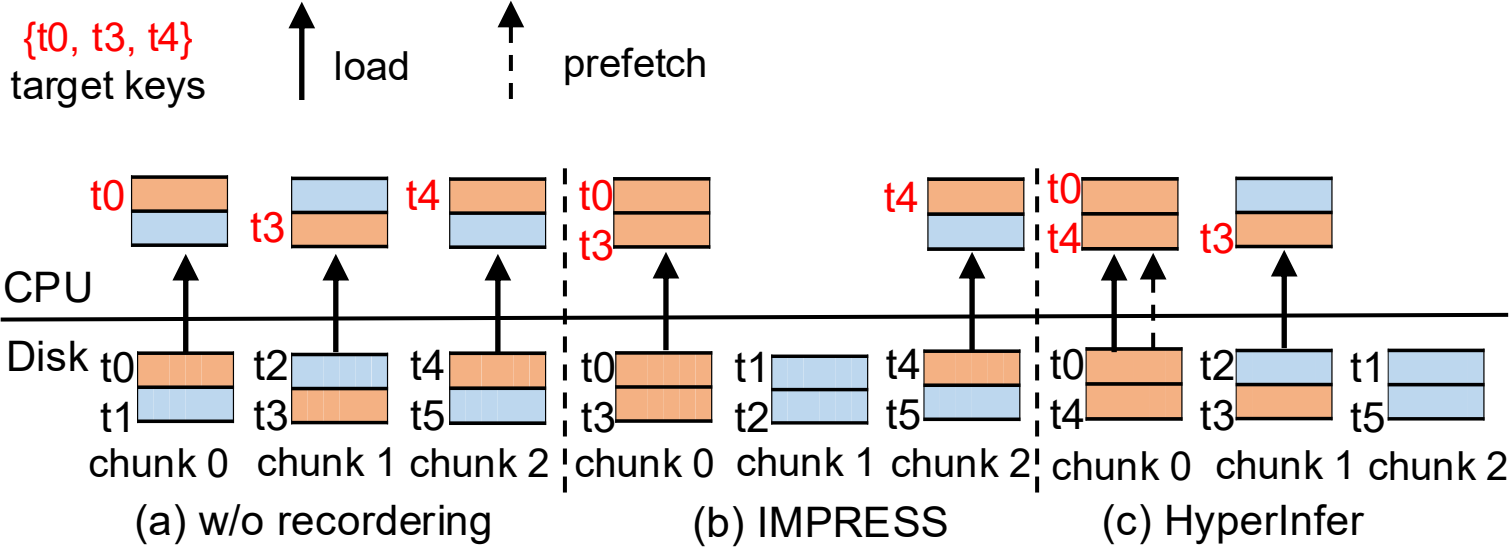 {t0, t3, t4}
target keys
load
prefetch
t0
t3
t4
t0
t3
t4
t0
t4
t3
CPU
Disk
t0
t1
t2
t3
t4
t5
t0
t3
t1
t2
t4
t5
t0
t4
t2
t3
t1
t5
chunk 0
chunk 1
chunk 2
chunk 0
chunk 1
chunk 2
chunk 0
chunk 1
chunk 2
(a) w/o recordering
(b) IMPRESS
(c) HyperInfer